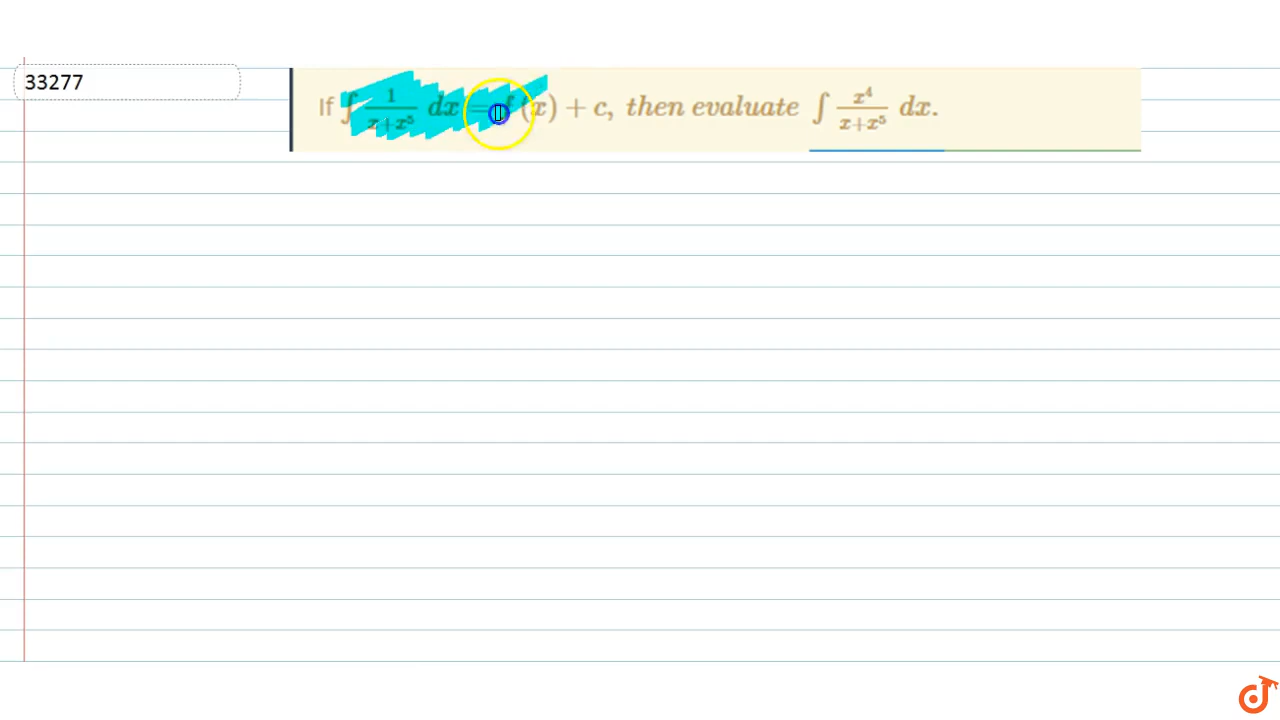 33277
If ∫ 1/(x+x⁵) dx = f(x) + c, then evaluate ∫ x⁴/(x+x⁵) dx.